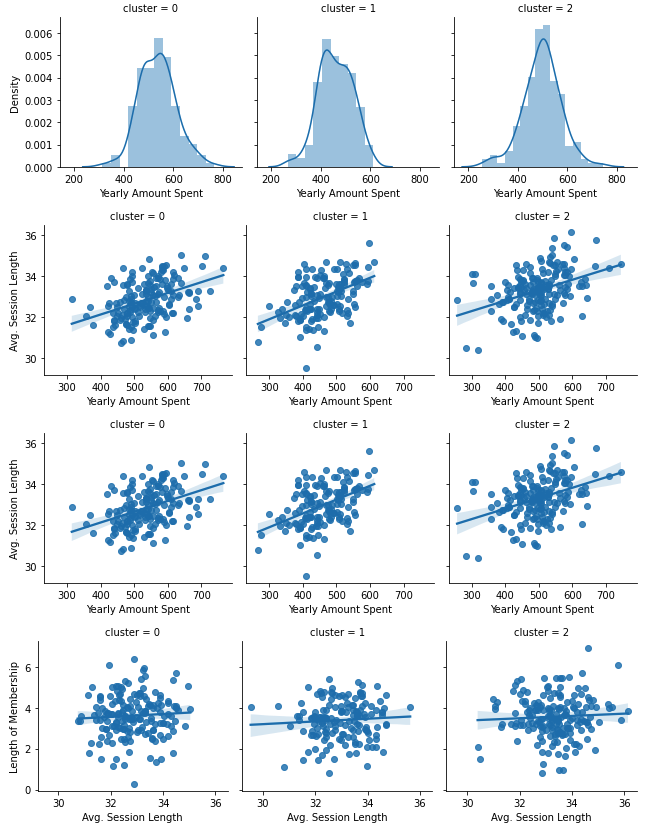 cluster = 0 cluster = 1 cluster = 2
0.006
0.005
0.004
0.003
0.002
0.001
0.000
Density
200 400 600 800 200 400 600 800 200 400 600 800
Yearly Amount Spent Yearly Amount Spent Yearly Amount Spent
cluster = 0 cluster = 1 cluster = 2
36
34
32
30
Avg. Session Length
300 400 500 600 700 300 400 500 600 700 300 400 500 600 700
Yearly Amount Spent Yearly Amount Spent Yearly Amount Spent
cluster = 0 cluster = 1 cluster = 2
36
34
32
30
Avg. Session Length
300 400 500 600 700 300 400 500 600 700 300 400 500 600 700
Yearly Amount Spent Yearly Amount Spent Yearly Amount Spent
cluster = 0 cluster = 1 cluster = 2
6
4
2
0
Length of Membership
30 32 34 36 30 32 34 36 30 32 34 36
Avg. Session Length Avg. Session Length Avg. Session Length